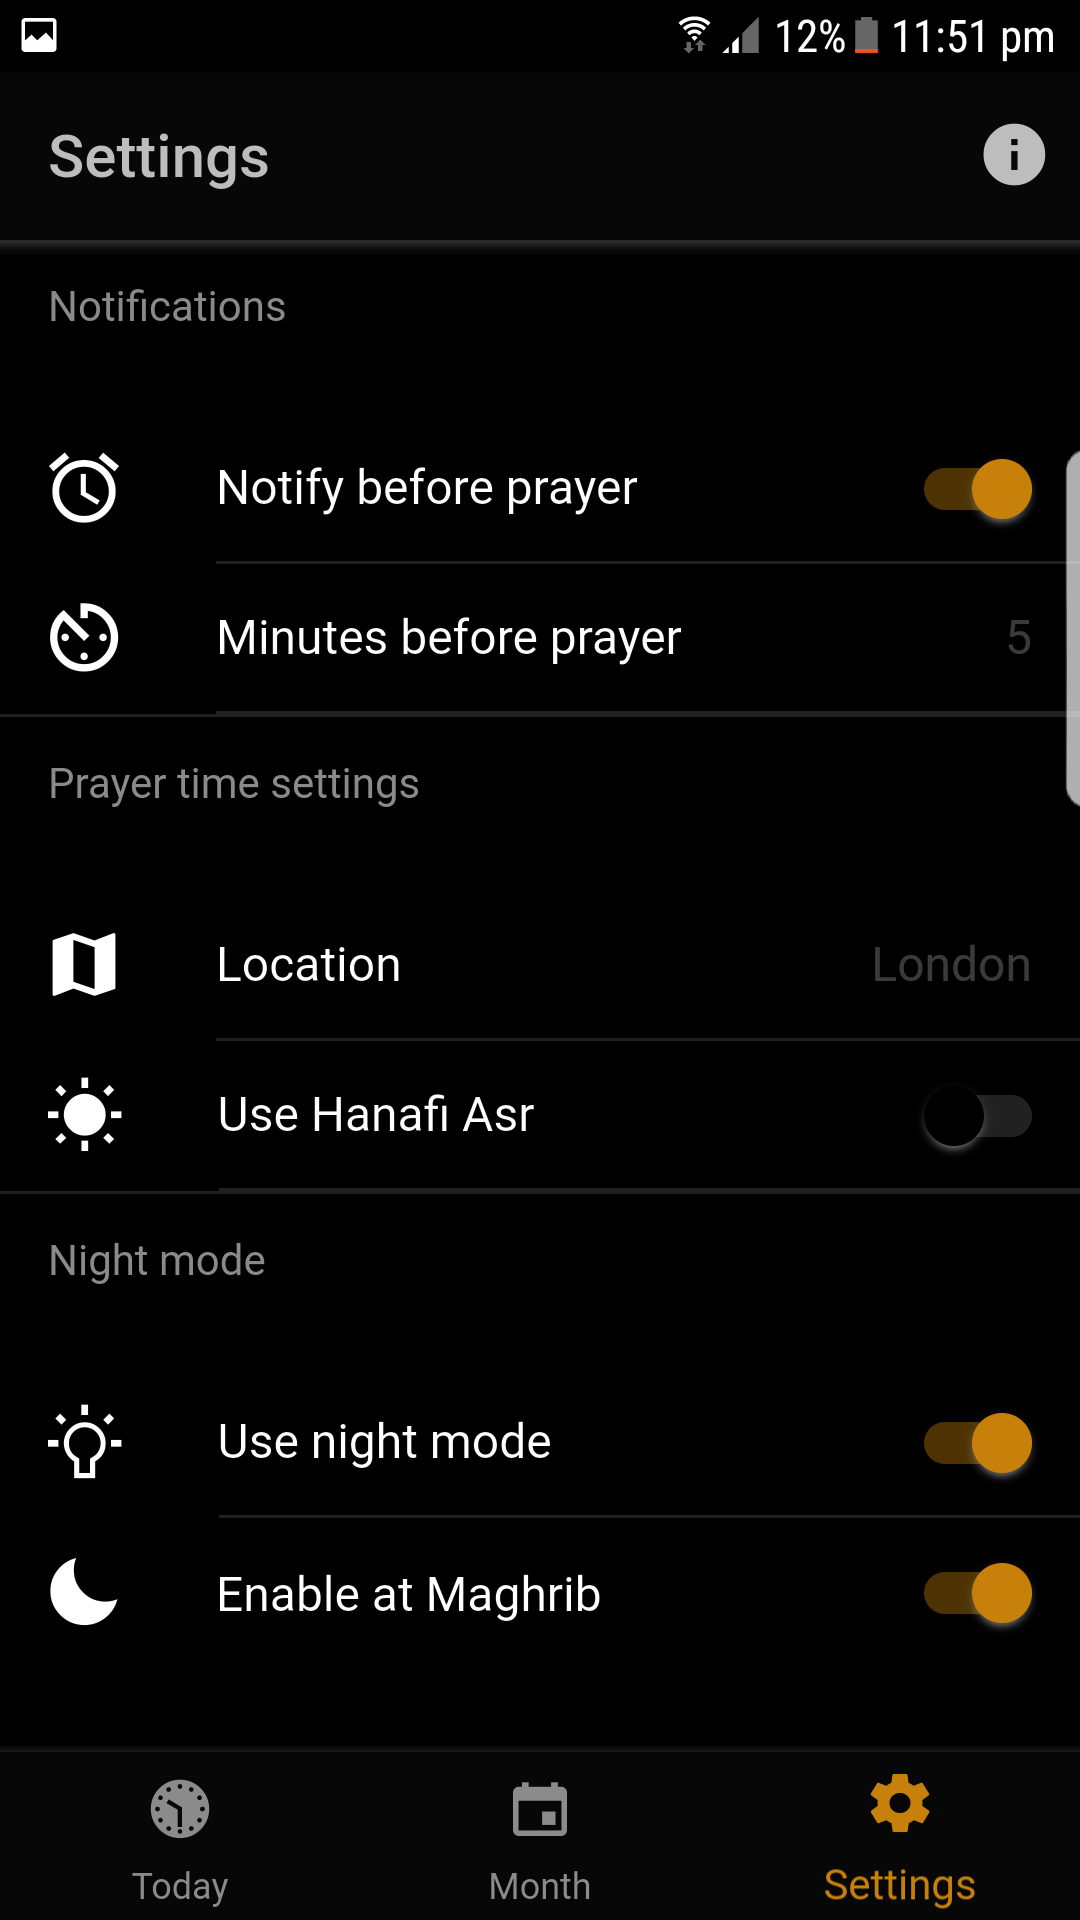 12% 11:51 pm
Settings
Notifications
Notify before prayer
Minutes before prayer 5
Prayer time settings
Location London
Use Hanafi Asr
Night mode
Use night mode
Enable at Maghrib
Today Month Settings